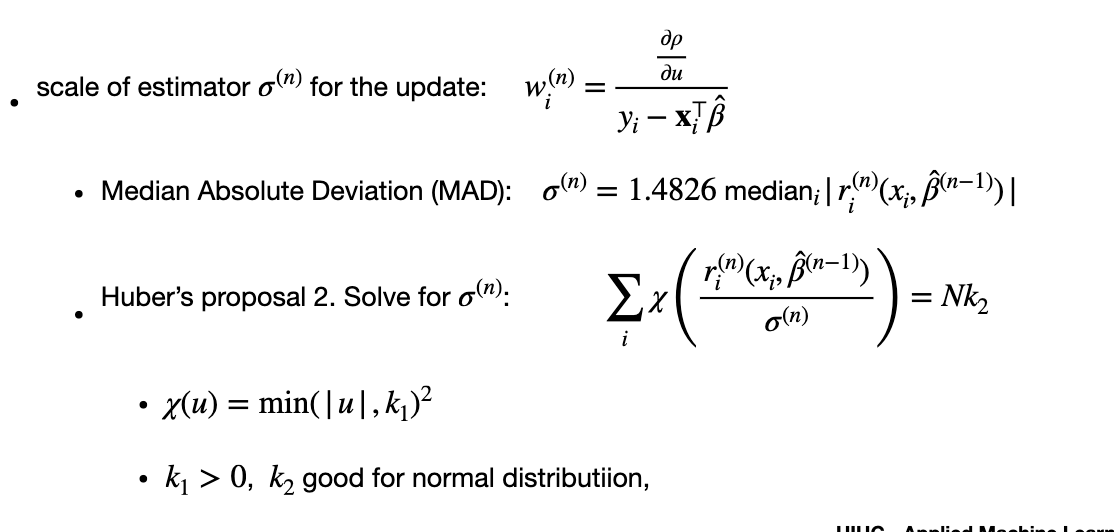 • scale of estimator σ^(n) for the update: w_i^(n) = (∂ρ/∂u) / (y_i − x_i^⊤ β̂)
• Median Absolute Deviation (MAD): σ^(n) = 1.4826 median_i | r_i^(n)(x_i, β̂^(n−1)) |
• Huber's proposal 2. Solve for σ^(n): ∑_i χ( r_i^(n)(x_i, β̂^(n−1)) / σ^(n) ) = Nk_2
• χ(u) = min(|u|, k_1)^2
• k_1 > 0, k_2 good for normal distributiion,